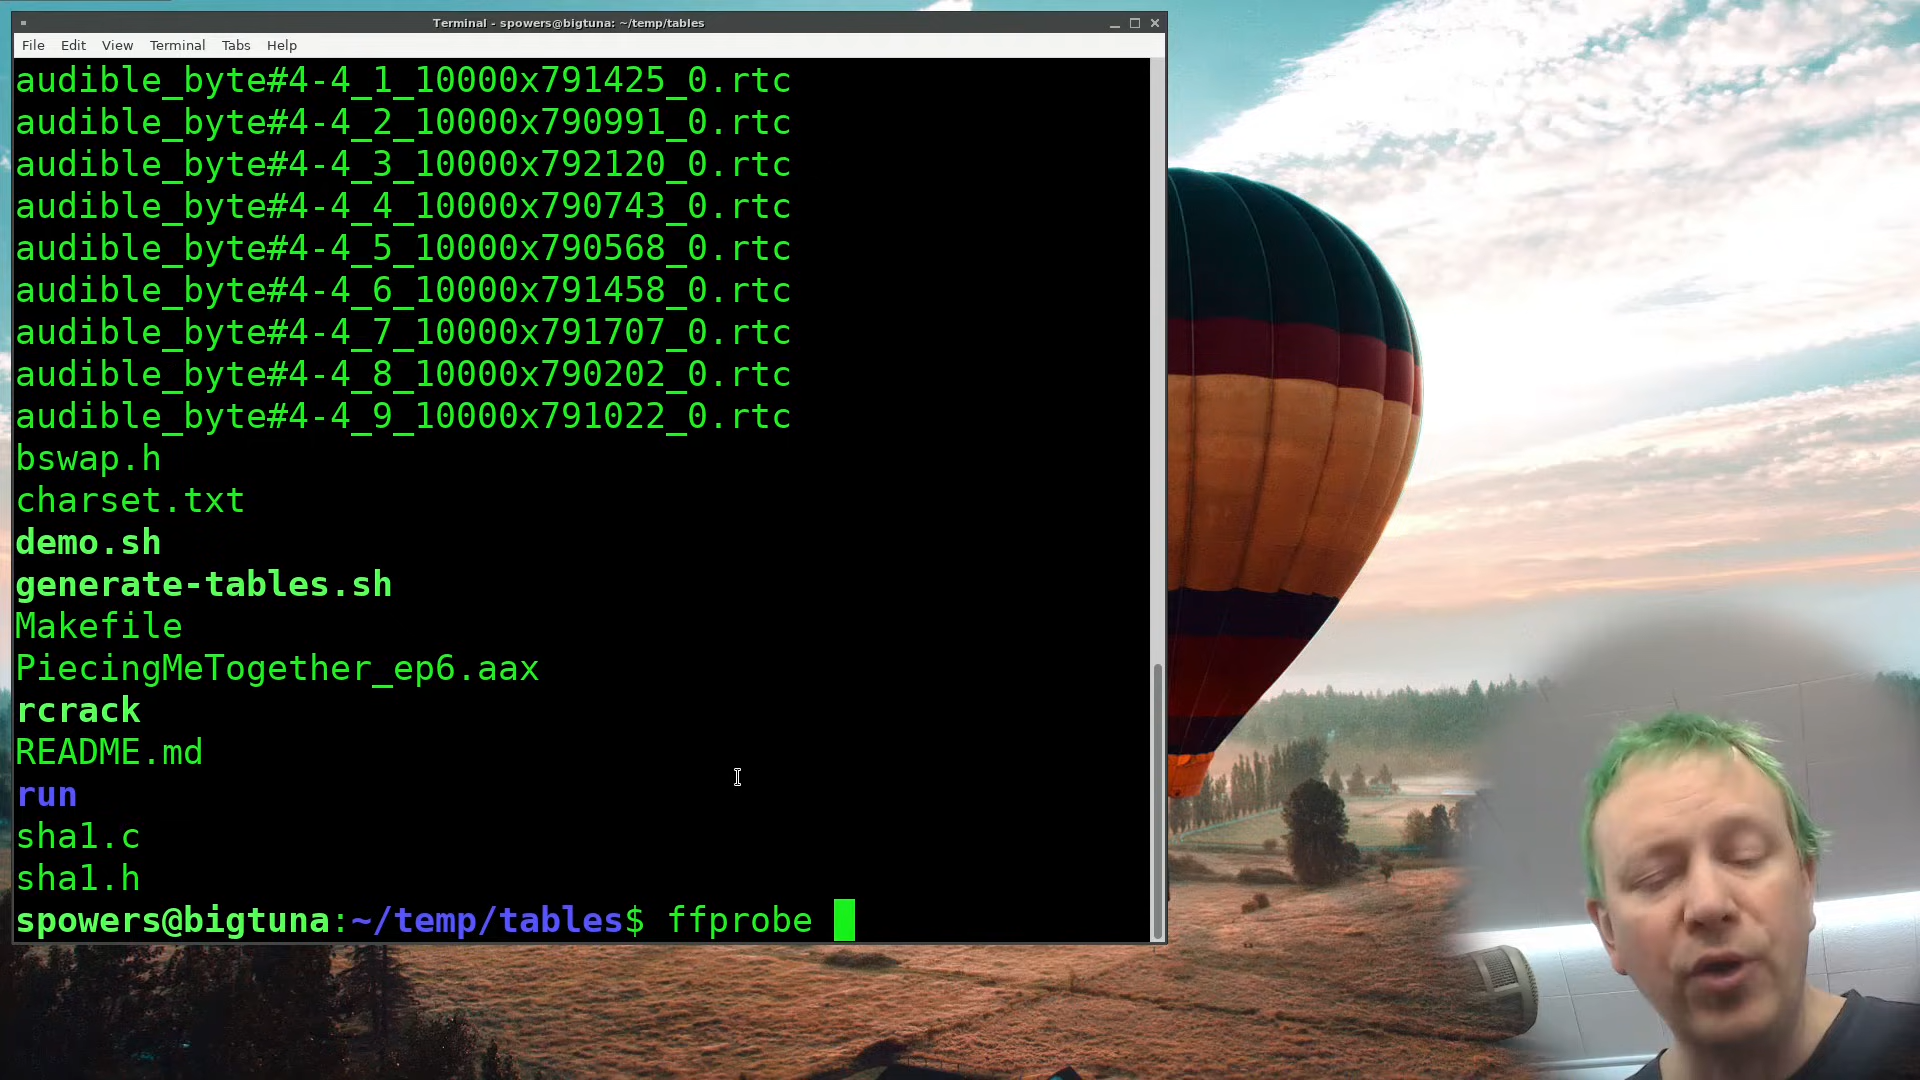 Terminal - spowers@bigtuna: ~/temp/tables
File Edit View Terminal Tabs Help
audible_byte#4-4_1_10000x791425_0.rtc
audible_byte#4-4_2_10000x790991_0.rtc
audible_byte#4-4_3_10000x792120_0.rtc
audible_byte#4-4_4_10000x790743_0.rtc
audible_byte#4-4_5_10000x790568_0.rtc
audible_byte#4-4_6_10000x791458_0.rtc
audible_byte#4-4_7_10000x791707_0.rtc
audible_byte#4-4_8_10000x790202_0.rtc
audible_byte#4-4_9_10000x791022_0.rtc
bswap.h
charset.txt
demo.sh
generate-tables.sh
Makefile
PiecingMeTogether_ep6.aax
rcrack
README.md
run
sha1.c
sha1.h
spowers@bigtuna:~/temp/tables$ ffprobe